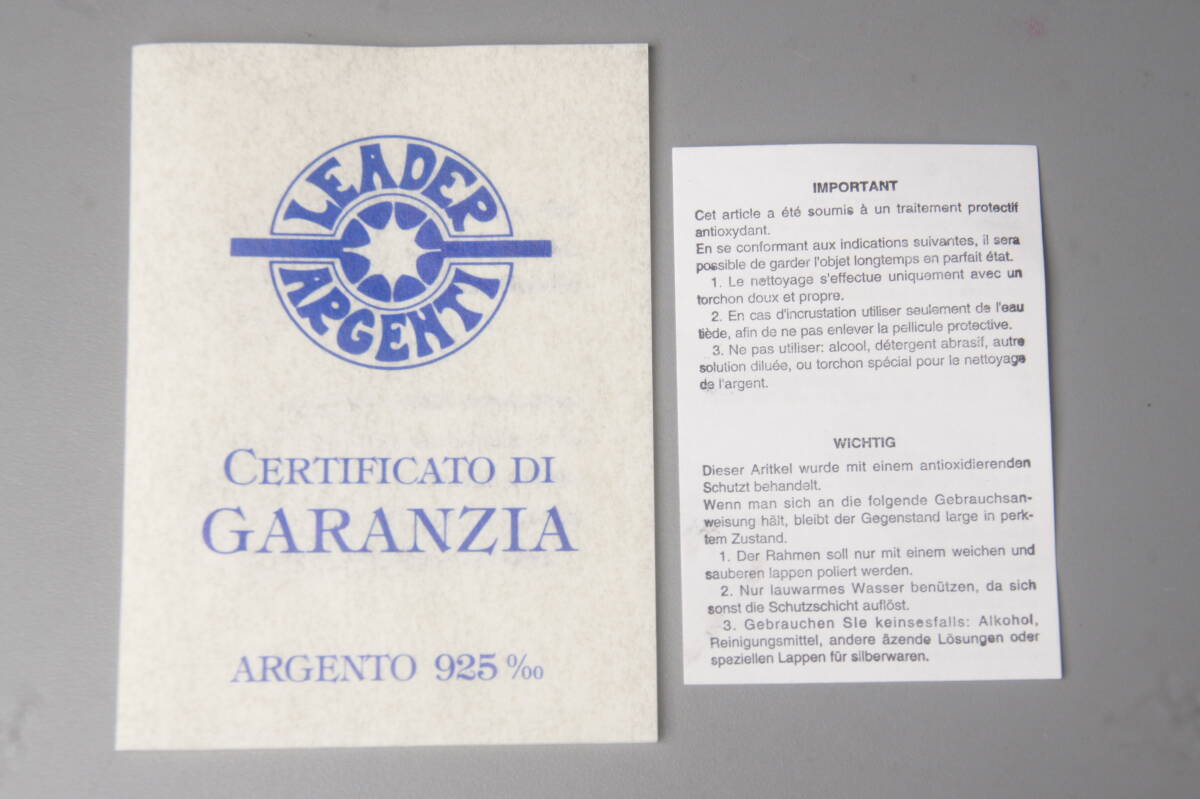 LEADER
ARGENTI
CERTIFICATO DI
GARANZIA
ARGENTO 925 ‰
IMPORTANT
Cet article a été soumis à un traitement protectif
antioxydant.
En se conformant aux indications suivantes, il sera
possible de garder l'objet longtemps en parfait état.
1. Le nettoyage s'effectue uniquement avec un
torchon doux et propre.
2. En cas d'incrustation utiliser seulement de l'eau
tiède, afin de ne pas enlever la pellicule protective.
3. Ne pas utiliser: alcool, détergent abrasif, autre
solution diluée, ou torchon spécial pour le nettoyage
de l'argent.
WICHTIG
Dieser Aritkel wurde mit einem antioxidierenden
Schutzt behandelt.
Wenn man sich an die folgende Gebrauchsan-
weisung hält, bleibt der Gegenstand large in perk-
tem Zustand.
1. Der Rahmen soll nur mit einem weichen und
sauberen lappen poliert werden.
2. Nur lauwarmes Wasser benützen, da sich
sonst die Schutzschicht auflöst.
3. Gebrauchen SIe keinsesfalls: Alkohol,
Reinigungsmittel, andere äzende Lösungen oder
speziellen Lappen für silberwaren.